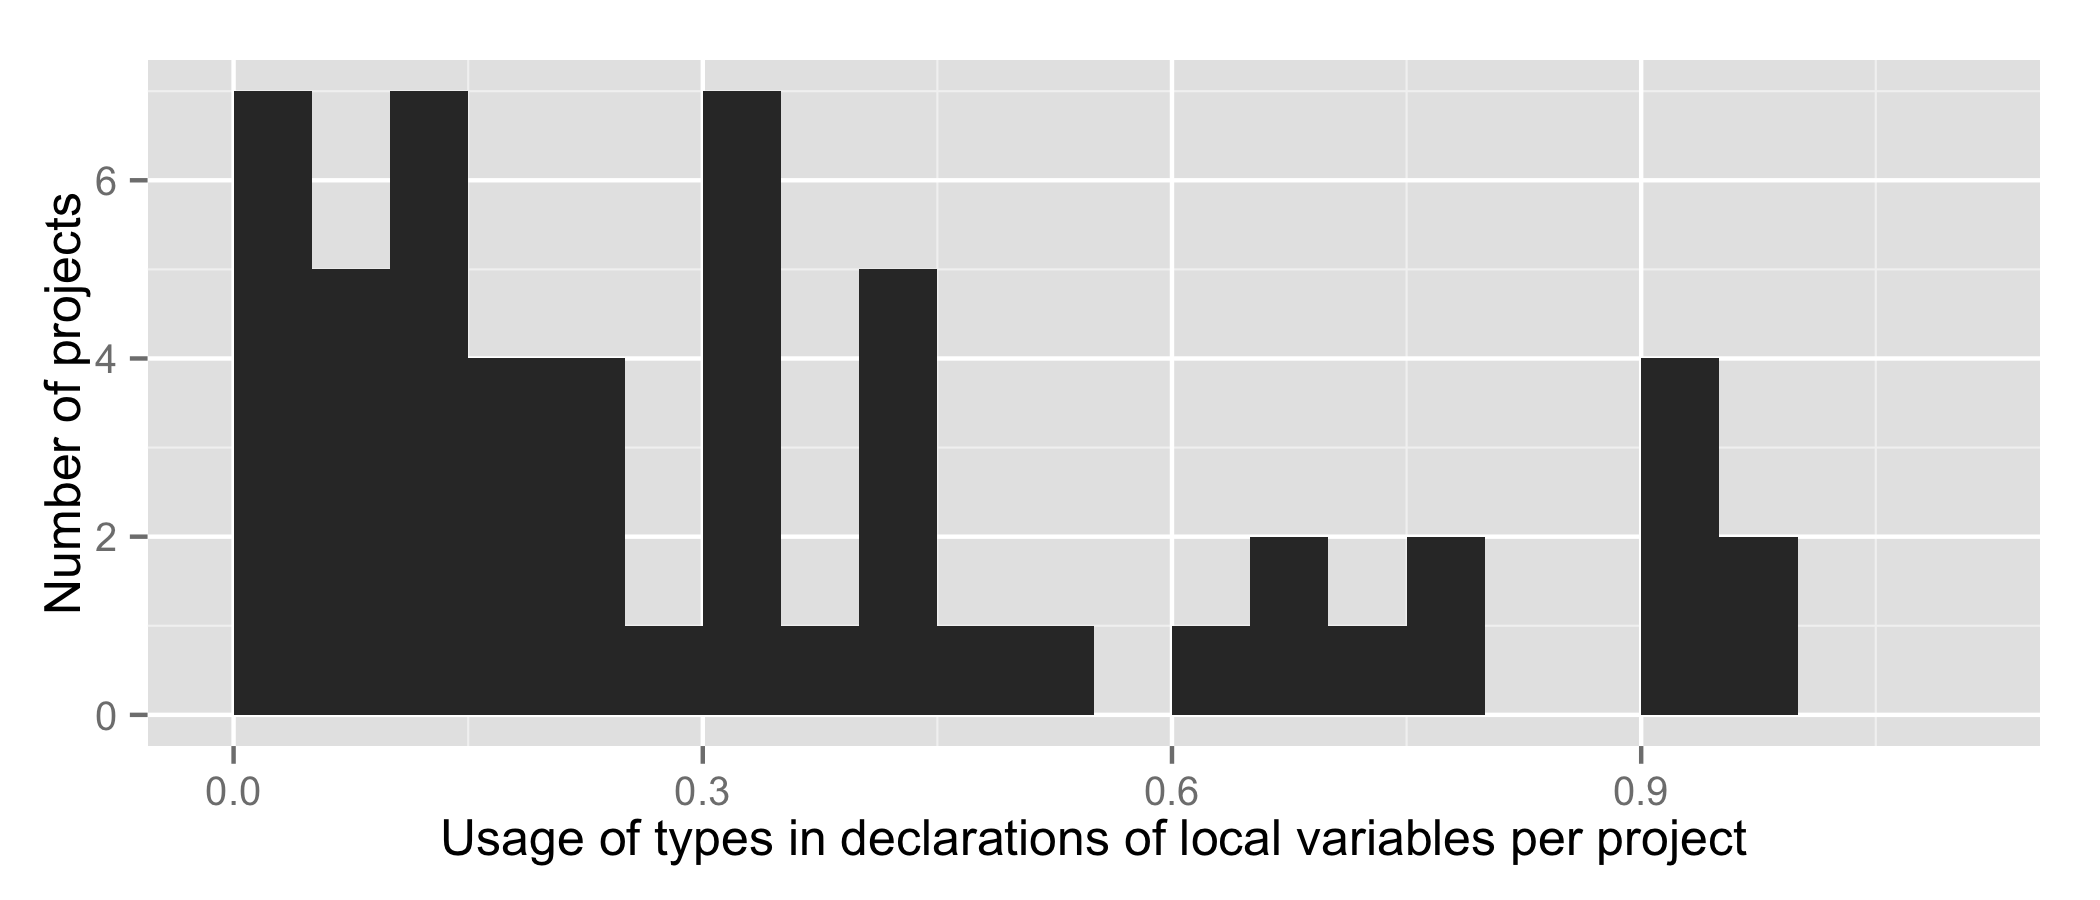 Number of projects
6
4
2
0
0.0 0.3 0.6 0.9
Usage of types in declarations of local variables per project